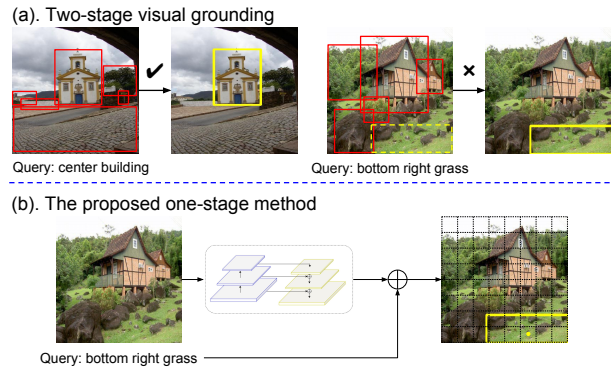 (a). Two-stage visual grounding
Query: center building
Query: bottom right grass
(b). The proposed one-stage method
Query: bottom right grass